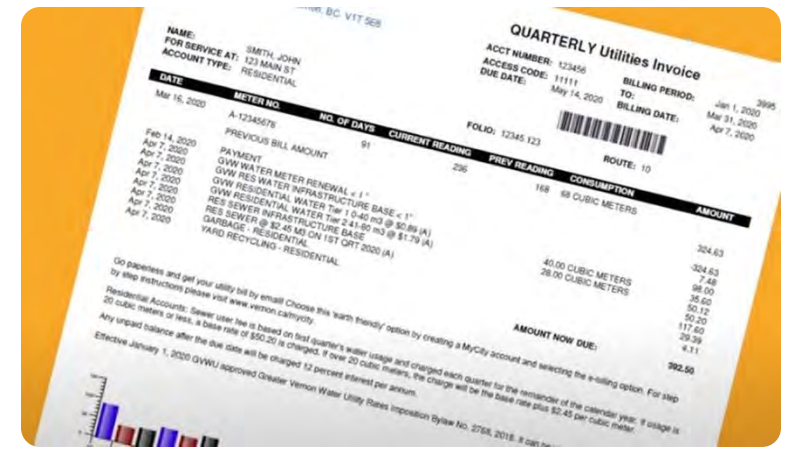 BC V1T 5E8
QUARTERLY Utilities Invoice
NAME: SMITH, JOHN
FOR SERVICE AT: 123 MAIN ST
ACCOUNT TYPE: RESIDENTIAL
ACCT NUMBER: 123456
ACCESS CODE: 11111
DUE DATE: May 14, 2020
3995
BILLING PERIOD: Jan 1, 2020
TO: Mar 31, 2020
BILLING DATE: Apr 7, 2020
FOLIO: 12345.123
ROUTE: 10
DATE METER NO. NO. OF DAYS CURRENT READING PREV READING CONSUMPTION AMOUNT
Mar 16, 2020 A-12345678 91 236 168 68 CUBIC METERS
PREVIOUS BILL AMOUNT 324.63
Feb 14, 2020 PAYMENT -324.63
Apr 7, 2020 GVW WATER METER RENEWAL < 1" 7.48
Apr 7, 2020 GVW RES WATER INFRASTRUCTURE BASE < 1" 98.00
Apr 7, 2020 GVW RESIDENTIAL WATER Tier 1 0-40 m3 @ $0.89 (A) 40.00 CUBIC METERS 35.60
Apr 7, 2020 GVW RESIDENTIAL WATER Tier 2 41-80 m3 @ $1.79 (A) 28.00 CUBIC METERS 50.12
Apr 7, 2020 RES SEWER INFRASTRUCTURE BASE 50.20
Apr 7, 2020 RES SEWER @ $2.45 M3 ON 1ST QRT 2020 (A) 117.60
Apr 7, 2020 GARBAGE - RESIDENTIAL 29.39
YARD RECYCLING - RESIDENTIAL 4.11
AMOUNT NOW DUE: 392.50
Go paperless and get your utility bill by email! Choose this 'earth friendly' option by creating a MyCity account and selecting the e-billing option. For step
by step instructions please visit www.vernon.ca/mycity.
Residential Accounts: Sewer user fee is based on first quarter's water usage and charged each quarter for the remainder of the calendar year. If usage is
20 cubic meters or less, a base rate of $50.20 is charged. If over 20 cubic meters, the charge will be the base rate plus $2.45 per cubic meter.
Any unpaid balance after the due date will be charged 12 percent interest per annum.
Effective January 1, 2020 GVWU approved Greater Vernon Water Utility Rates Imposition Bylaw No. 2768, 2018. It can be